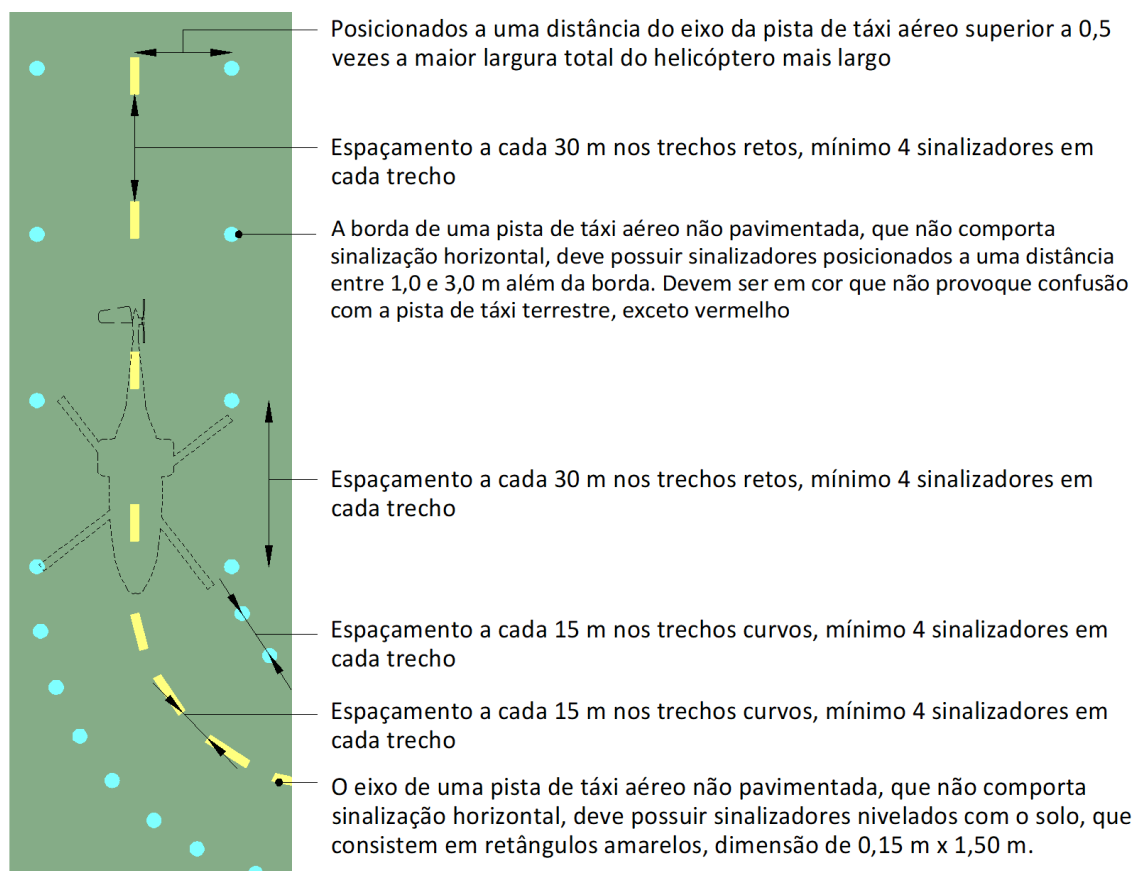 Posicionados a uma distância do eixo da pista de táxi aéreo superior a 0,5
vezes a maior largura total do helicóptero mais largo
Espaçamento a cada 30 m nos trechos retos, mínimo 4 sinalizadores em
cada trecho
A borda de uma pista de táxi aéreo não pavimentada, que não comporta
sinalização horizontal, deve possuir sinalizadores posicionados a uma distância
entre 1,0 e 3,0 m além da borda. Devem ser em cor que não provoque confusão
com a pista de táxi terrestre, exceto vermelho
Espaçamento a cada 30 m nos trechos retos, mínimo 4 sinalizadores em
cada trecho
Espaçamento a cada 15 m nos trechos curvos, mínimo 4 sinalizadores em
cada trecho
Espaçamento a cada 15 m nos trechos curvos, mínimo 4 sinalizadores em
cada trecho
O eixo de uma pista de táxi aéreo não pavimentada, que não comporta
sinalização horizontal, deve possuir sinalizadores nivelados com o solo, que
consistem em retângulos amarelos, dimensão de 0,15 m x 1,50 m.